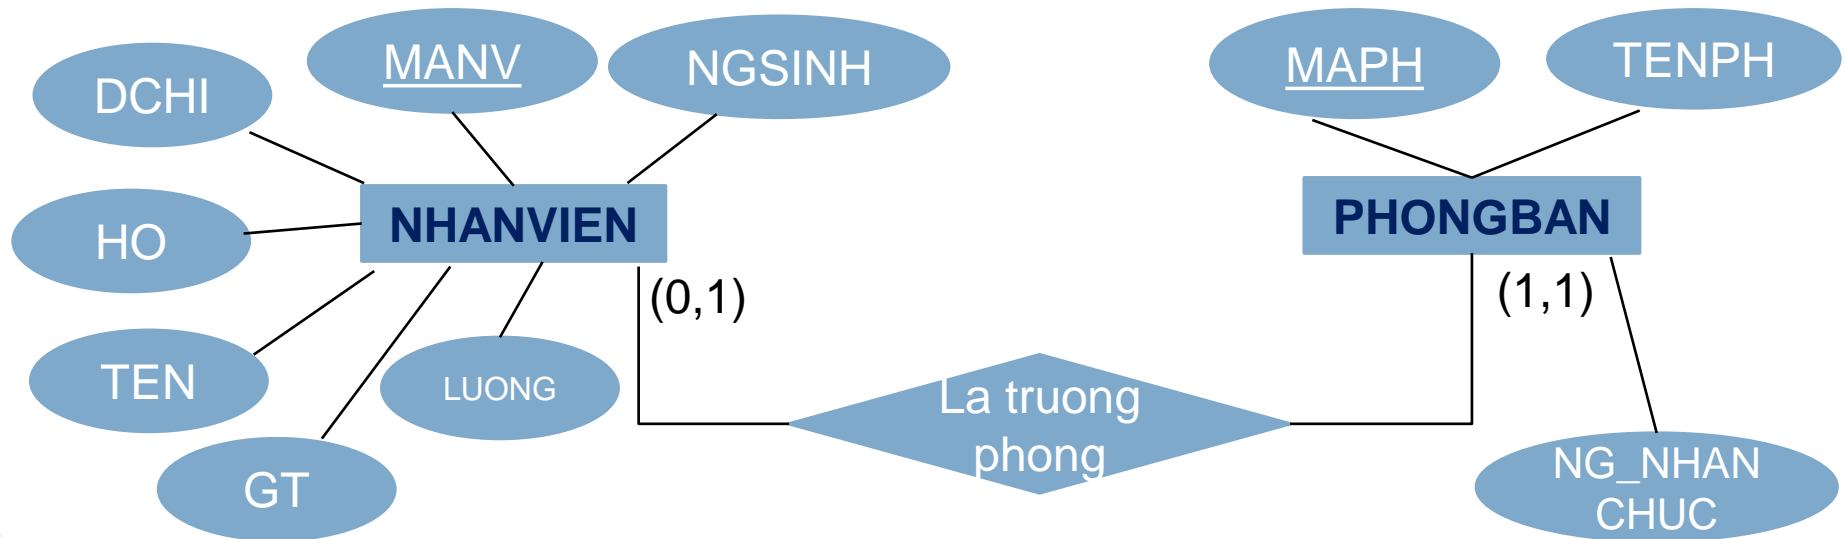 DCHI
MANV
NGSINH
MAPH
TENPH
HO
NHANVIEN
PHONGBAN
(0,1)
(1,1)
TEN
LUONG
La truong
phong
GT
NG_NHAN
CHUC